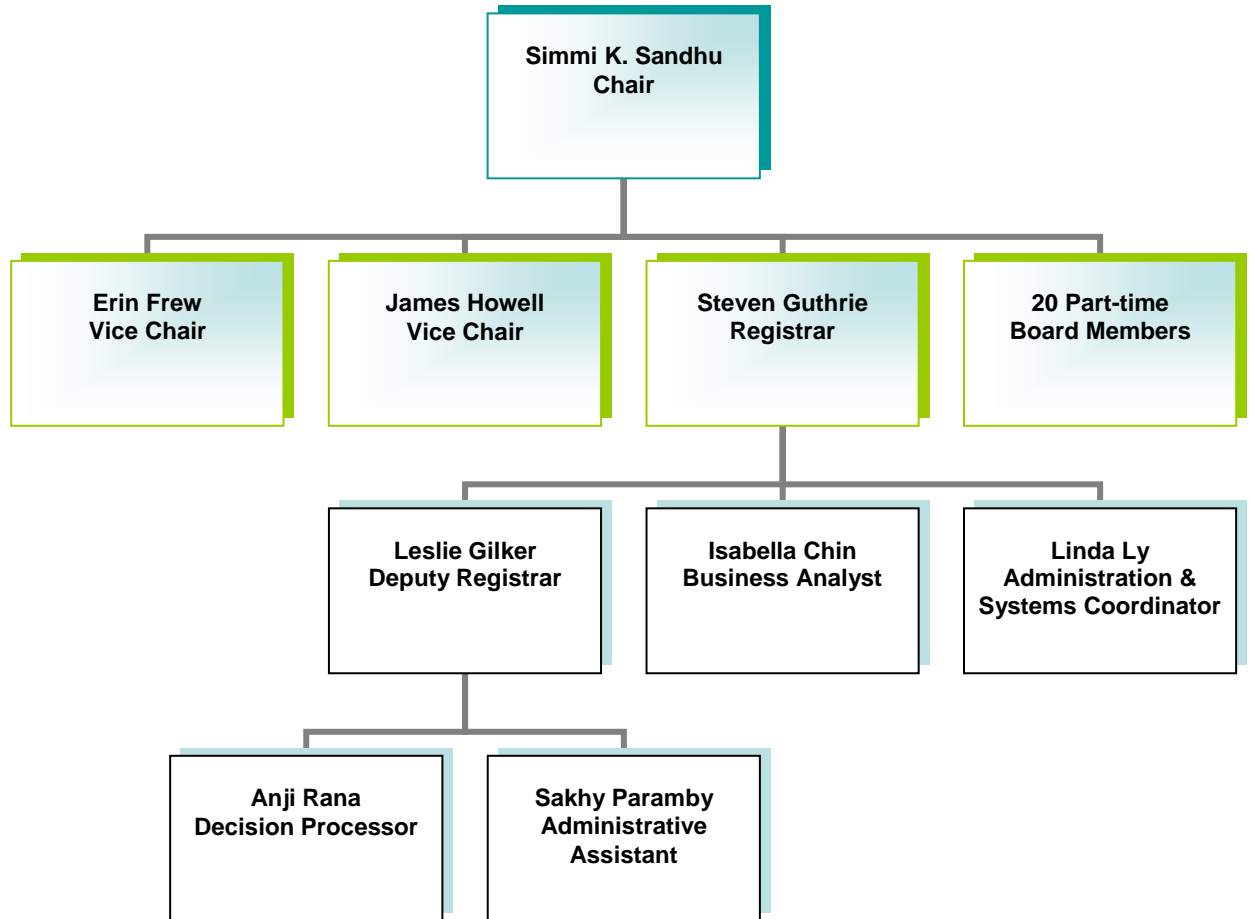 Simmi K. Sandhu
Chair
Erin Frew
Vice Chair
James Howell
Vice Chair
Steven Guthrie
Registrar
20 Part-time
Board Members
Leslie Gilker
Deputy Registrar
Isabella Chin
Business Analyst
Linda Ly
Administration &
Systems Coordinator
Anji Rana
Decision Processor
Sakhy Paramby
Administrative
Assistant